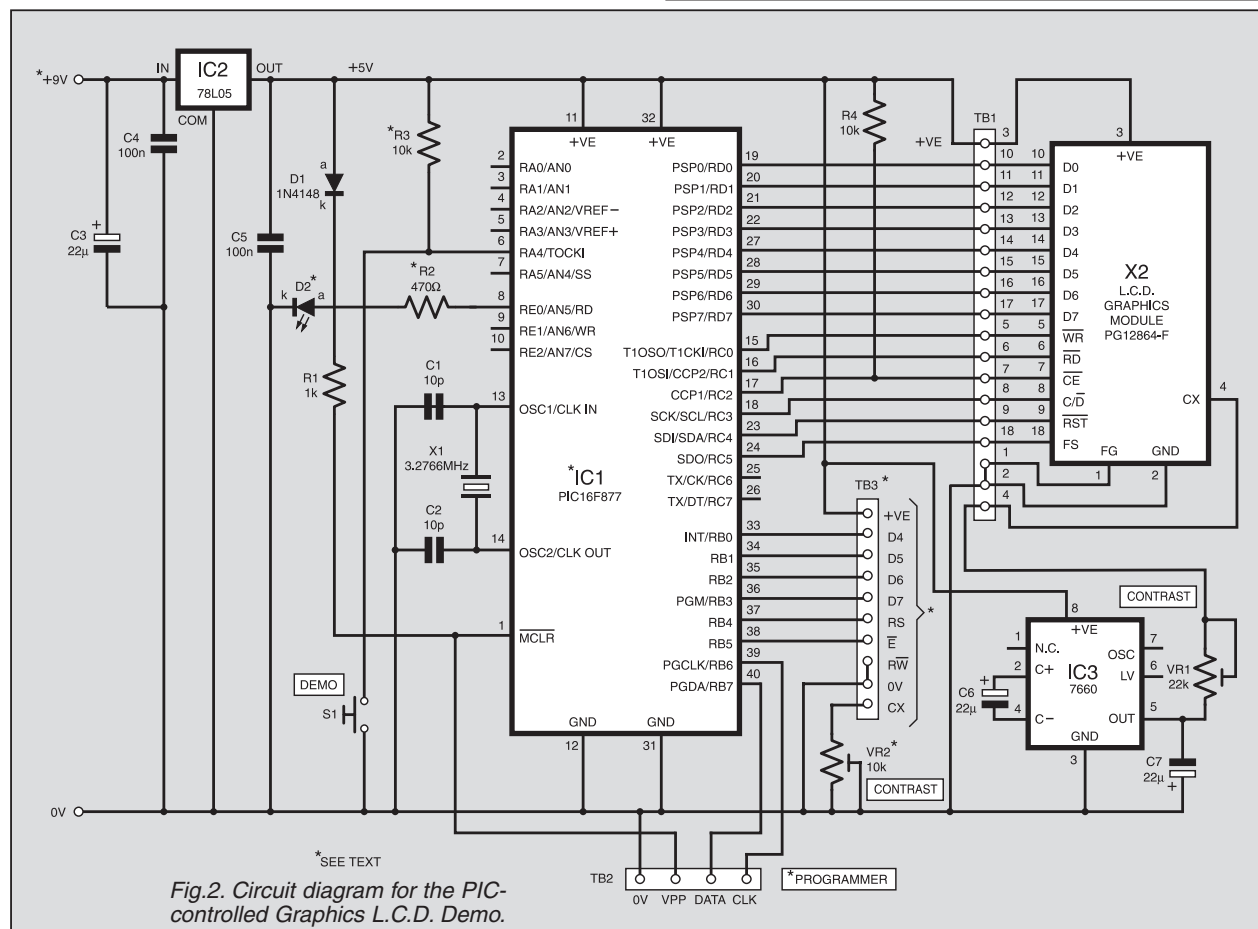 *+9V
IN
IC2
78L05
COM
OUT
+5V
C4
100n
C3
22µ
+
D1
1N4148
a
k
C5
100n
*R3
10k
D2*
k
a
*R2
470Ω
R1
1k
C1
10p
X1
3.2766MHz
C2
10p
DEMO
S1
0V
11
+VE
32
+VE
2
RA0/AN0
3
RA1/AN1
4
RA2/AN2/VREF−
5
RA3/AN3/VREF+
6
RA4/TOCKI
7
RA5/AN4/SS
8
RE0/AN5/RD
9
RE1/AN6/WR
10
RE2/AN7/CS
13
OSC1/CLK IN
14
OSC2/CLK OUT
1
MCLR
*IC1
PIC16F877
PSP0/RD0
19
PSP1/RD1
20
PSP2/RD2
21
PSP3/RD3
22
PSP4/RD4
27
PSP5/RD5
28
PSP6/RD6
29
PSP7/RD7
30
T1OSO/T1CKI/RC0
15
T1OSI/CCP2/RC1
16
CCP1/RC2
17
SCK/SCL/RC3
18
SDI/SDA/RC4
23
SDO/RC5
24
TX/CK/RC6
25
TX/DT/RC7
26
INT/RB0
33
RB1
34
RB2
35
PGM/RB3
36
RB4
37
RB5
38
PGCLK/RB6
39
PGDA/RB7
40
GND
12
GND
31
R4
10k
TB1
+VE
3
10
11
12
13
14
15
16
17
5
6
7
8
9
18
1
2
4
3
+VE
10
D0
11
D1
12
D2
13
D3
14
D4
15
D5
16
D6
17
D7
5
WR
6
RD
7
CE
8
C/D
9
RST
18
FS
X2
L.C.D.
GRAPHICS
MODULE
PG12864-F
CX
4
FG
1
GND
2
TB3 *
+VE
D4
D5
D6
D7
RS
E
RW
0V
CX
*
VR2*
10k
CONTRAST
CONTRAST
VR1
22k
8
+VE
1
N.C.
2
C+
4
C−
IC3
7660
OSC
7
LV
6
OUT
5
GND
3
C6
22µ
+
C7
22µ
+
*SEE TEXT
TB2
0V VPP DATA CLK
*PROGRAMMER
Fig.2. Circuit diagram for the PIC-
controlled Graphics L.C.D. Demo.